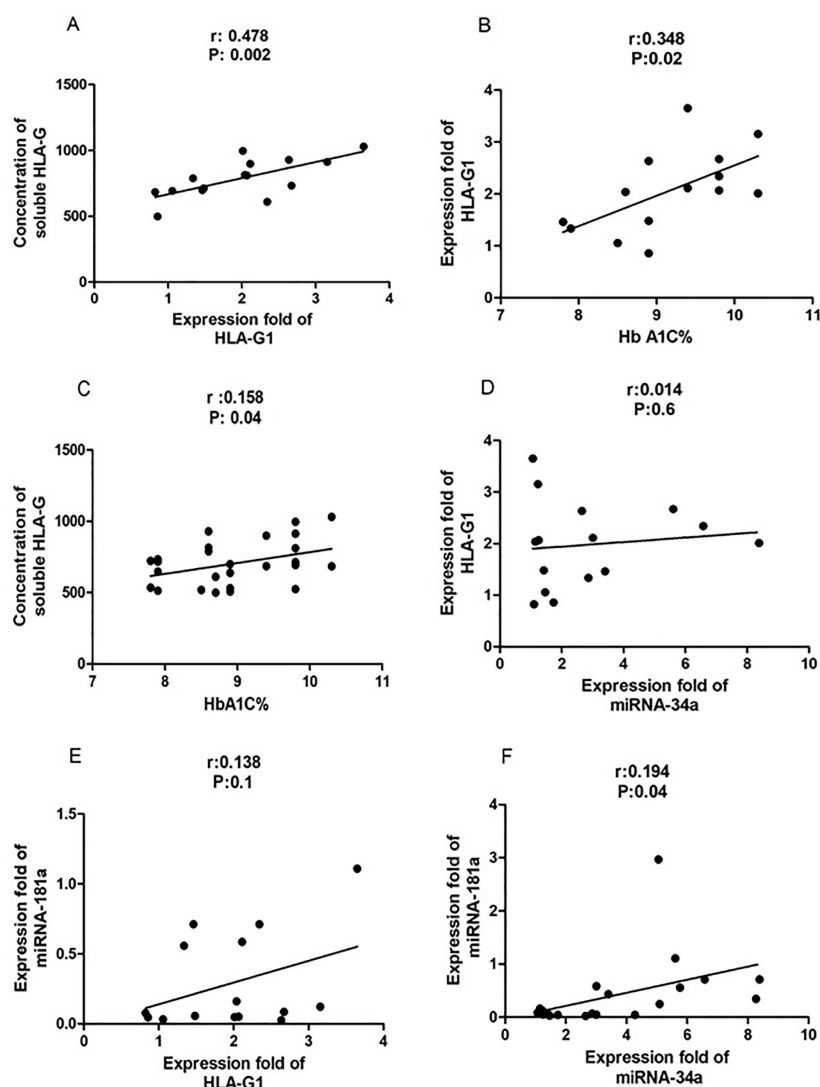 A
r: 0.478
P: 0.002
Concentration of
soluble HLA-G
1500
1000
500
0
0 1 2 3 4
Expression fold of
HLA-G1
B
r:0.348
P:0.02
Expression fold of
HLA-G1
4
3
2
1
0
7 8 9 10 11
Hb A1C%
C
r :0.158
P: 0.04
Concentration of
soluble HLA-G
1500
1000
500
0
7 8 9 10 11
HbA1C%
D
r:0.014
P:0.6
Expression fold of
HLA-G1
4
3
2
1
0
0 2 4 6 8 10
Expression fold of
miRNA-34a
E
r:0.138
P:0.1
Expression fold of
miRNA-181a
1.5
1.0
0.5
0.0
0 1 2 3 4
Expression fold of
HLA-G1
F
r:0.194
P:0.04
Expression fold of
miRNA-181a
4
3
2
1
0
0 2 4 6 8 10
Expression fold of
miRNA-34a